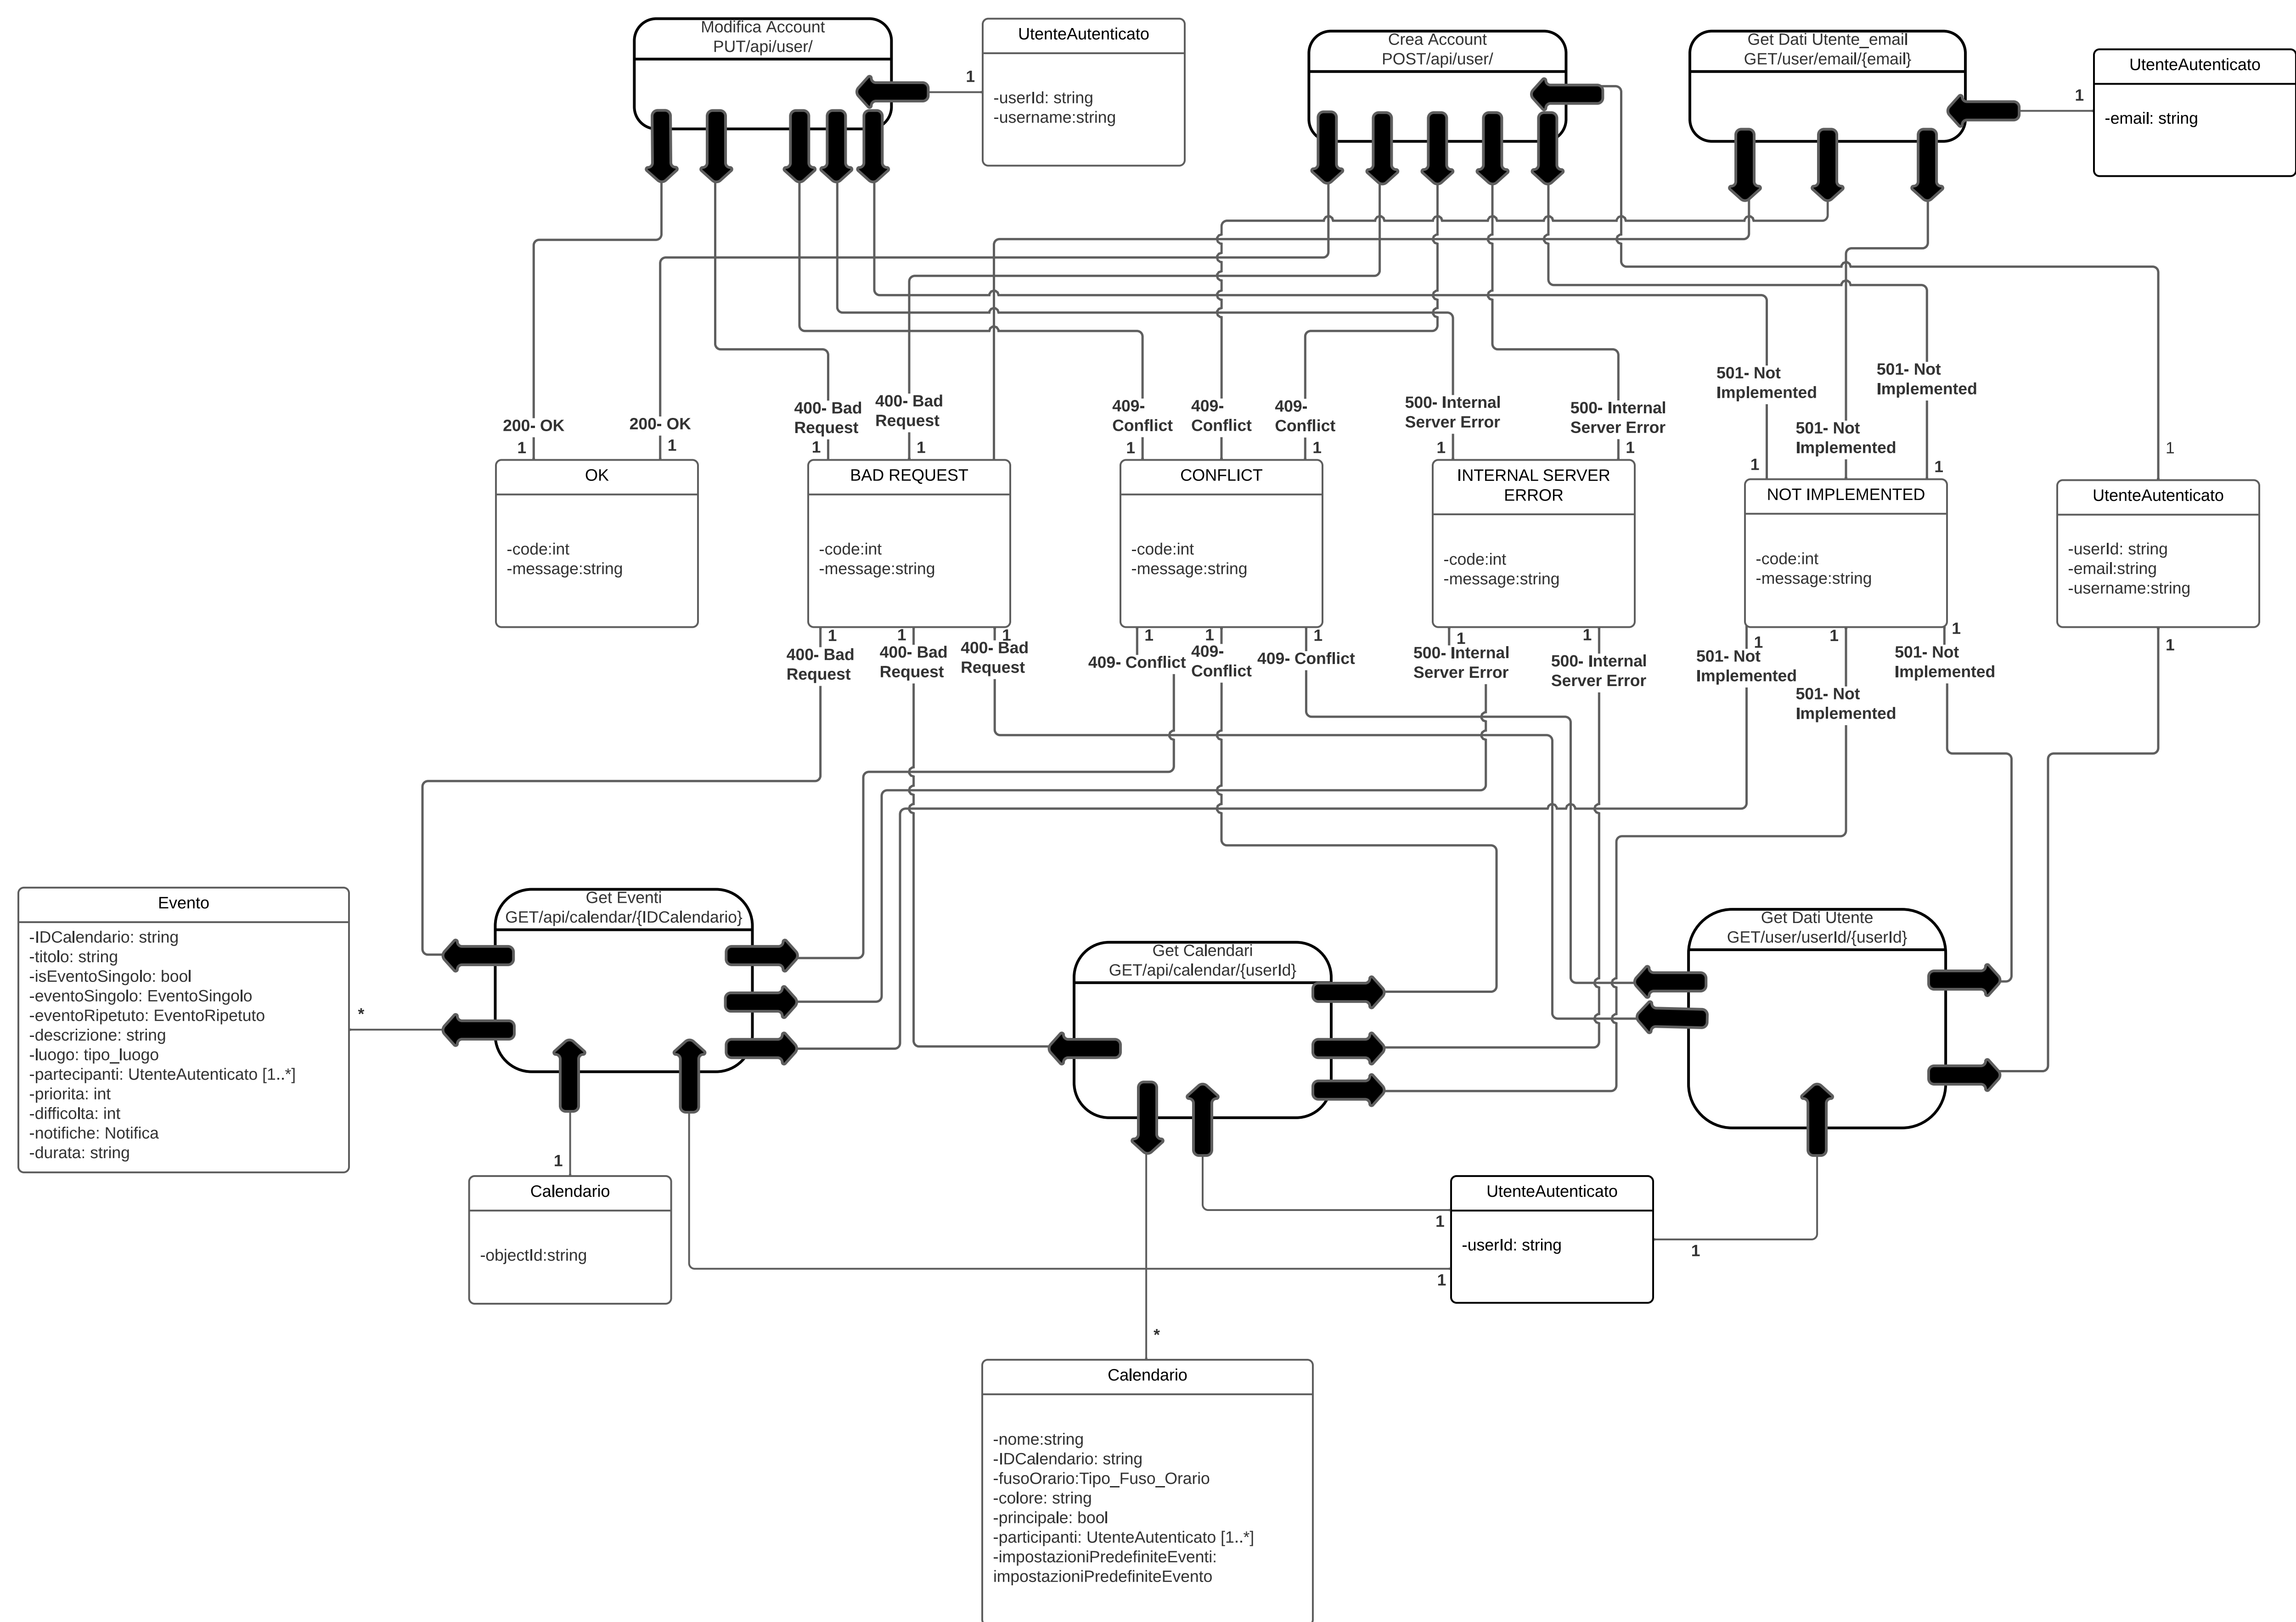 Modifica Account
PUT/api/user/
1
UtenteAutenticato
-userId: string
-username:string
Crea Account
POST/api/user/
Get Dati Utente_email
GET/user/email/{email}
1
UtenteAutenticato
-email: string
200- OK
1
200- OK
1
400- Bad
Request
1
400- Bad
Request
1
409-
Conflict
1
409-
Conflict
409-
Conflict
1
500- Internal
Server Error
1
500- Internal
Server Error
1
501- Not
Implemented
1
501- Not
Implemented
501- Not
Implemented
1
1
OK
-code:int
-message:string
BAD REQUEST
-code:int
-message:string
CONFLICT
-code:int
-message:string
INTERNAL SERVER
ERROR
-code:int
-message:string
NOT IMPLEMENTED
-code:int
-message:string
UtenteAutenticato
-userId: string
-email:string
-username:string
1
400- Bad
Request
1
400- Bad
Request
1
400- Bad
Request
1
409- Conflict
1
409-
Conflict
1
409- Conflict
1
500- Internal
Server Error
1
500- Internal
Server Error
1
501- Not
Implemented
1
501- Not
Implemented
1
501- Not
Implemented
1
Evento
-IDCalendario: string
-titolo: string
-isEventoSingolo: bool
-eventoSingolo: EventoSingolo
-eventoRipetuto: EventoRipetuto
-descrizione: string
-luogo: tipo_luogo
-partecipanti: UtenteAutenticato [1..*]
-priorita: int
-difficolta: int
-notifiche: Notifica
-durata: string
*
Get Eventi
GET/api/calendar/{IDCalendario}
Get Calendari
GET/api/calendar/{userId}
Get Dati Utente
GET/user/userId/{userId}
1
Calendario
-objectId:string
UtenteAutenticato
-userId: string
1
1
1
*
Calendario
-nome:string
-IDCalendario: string
-fusoOrario:Tipo_Fuso_Orario
-colore: string
-principale: bool
-participanti: UtenteAutenticato [1..*]
-impostazioniPredefiniteEventi:
impostazioniPredefiniteEvento